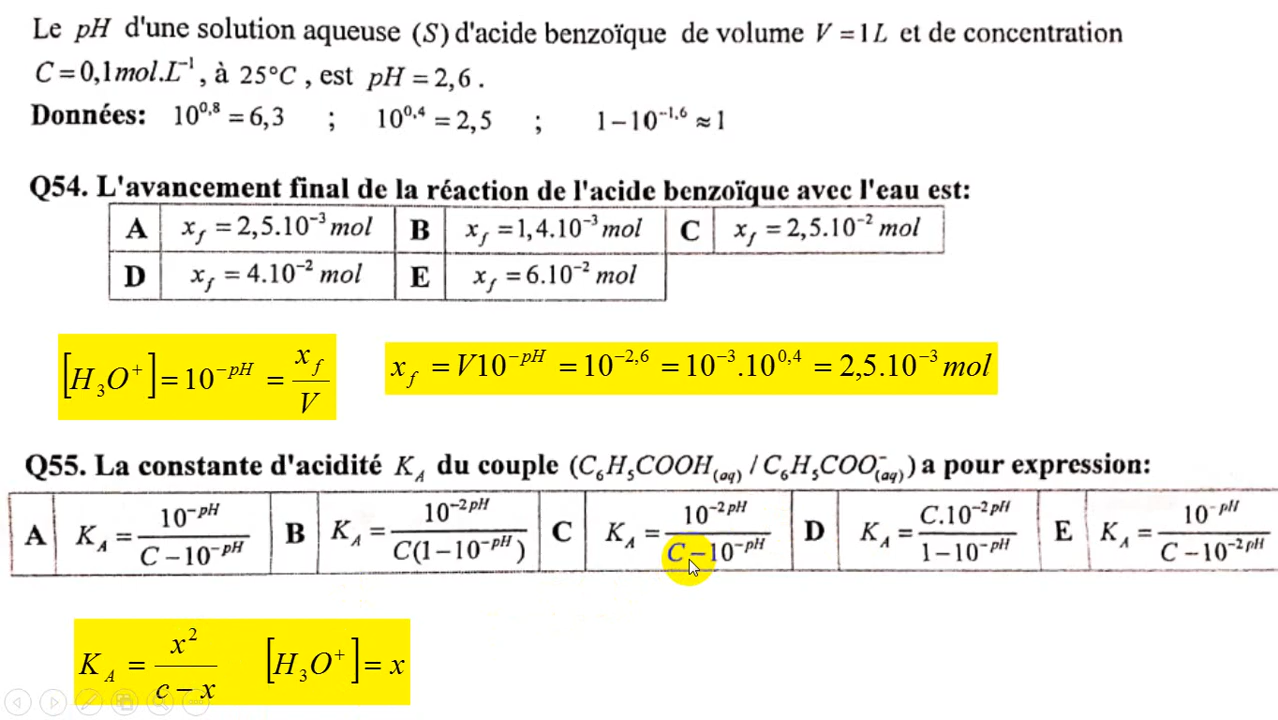 Le pH d'une solution aqueuse (S) d'acide benzoïque de volume V = 1 L et de concentration
C = 0,1 mol.L⁻¹, à 25°C, est pH = 2,6.
Données: 10^0,8 = 6,3 ; 10^0,4 = 2,5 ; 1 − 10^−1,6 ≈ 1
Q54. L'avancement final de la réaction de l'acide benzoïque avec l'eau est:
A x_f = 2,5.10⁻³ mol B x_f = 1,4.10⁻³ mol C x_f = 2,5.10⁻² mol
D x_f = 4.10⁻² mol E x_f = 6.10⁻² mol
[H₃O⁺] = 10^−pH = x_f / V x_f = V10^−pH = 10^−2,6 = 10⁻³.10^0,4 = 2,5.10⁻³ mol
Q55. La constante d'acidité K_A du couple (C₆H₅COOH(aq) / C₆H₅COO⁻(aq)) a pour expression:
A K_A = 10^−pH / (C − 10^−pH) B K_A = 10^−2pH / (C(1 − 10^−pH)) C K_A = 10^−2pH / (C − 10^−pH) D K_A = C.10^−2pH / (1 − 10^−pH) E K_A = 10^−pH / (C − 10^−2pH)
K_A = x² / (c − x) [H₃O⁺] = x